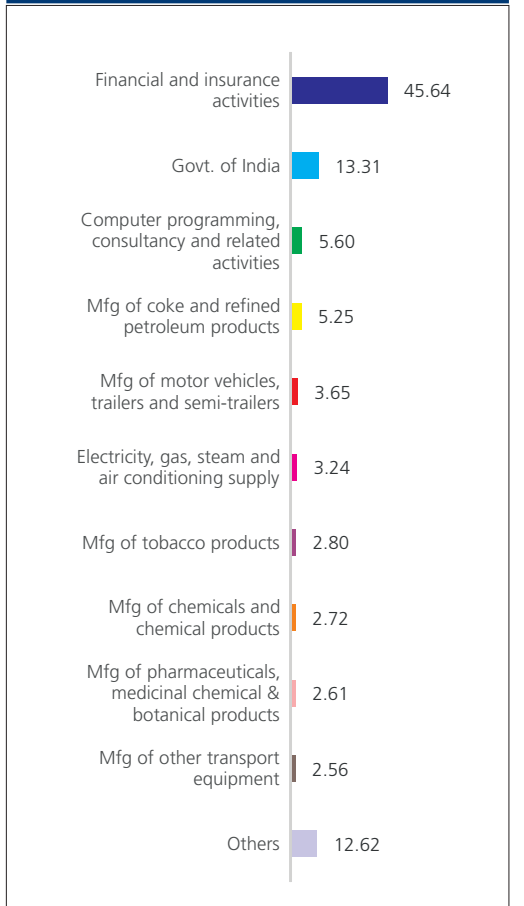 Financial and insurance
activities
45.64
Govt. of India
13.31
Computer programming,
consultancy and related
activities
5.60
Mfg of coke and refined
petroleum products
5.25
Mfg of motor vehicles,
trailers and semi-trailers
3.65
Electricity, gas, steam and
air conditioning supply
3.24
Mfg of tobacco products
2.80
Mfg of chemicals and
chemical products
2.72
Mfg of pharmaceuticals,
medicinal chemical &
botanical products
2.61
Mfg of other transport
equipment
2.56
Others
12.62